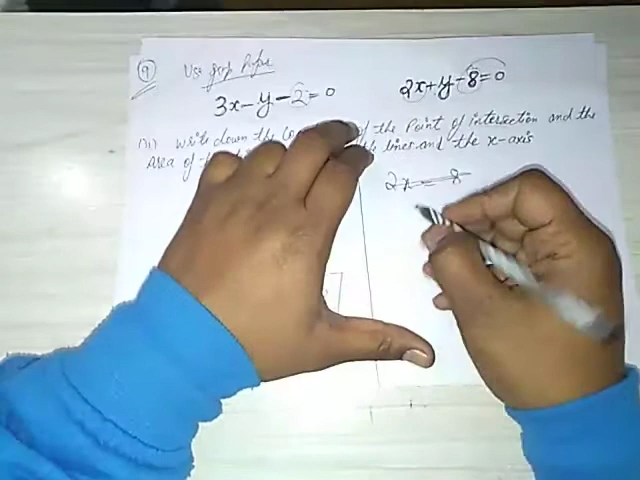 9 Use graph Paper
3x-y-2=0 2x+y-8=0
Write down the of the Point of intersection and the
area of the lines and the x-axis
2x = 8